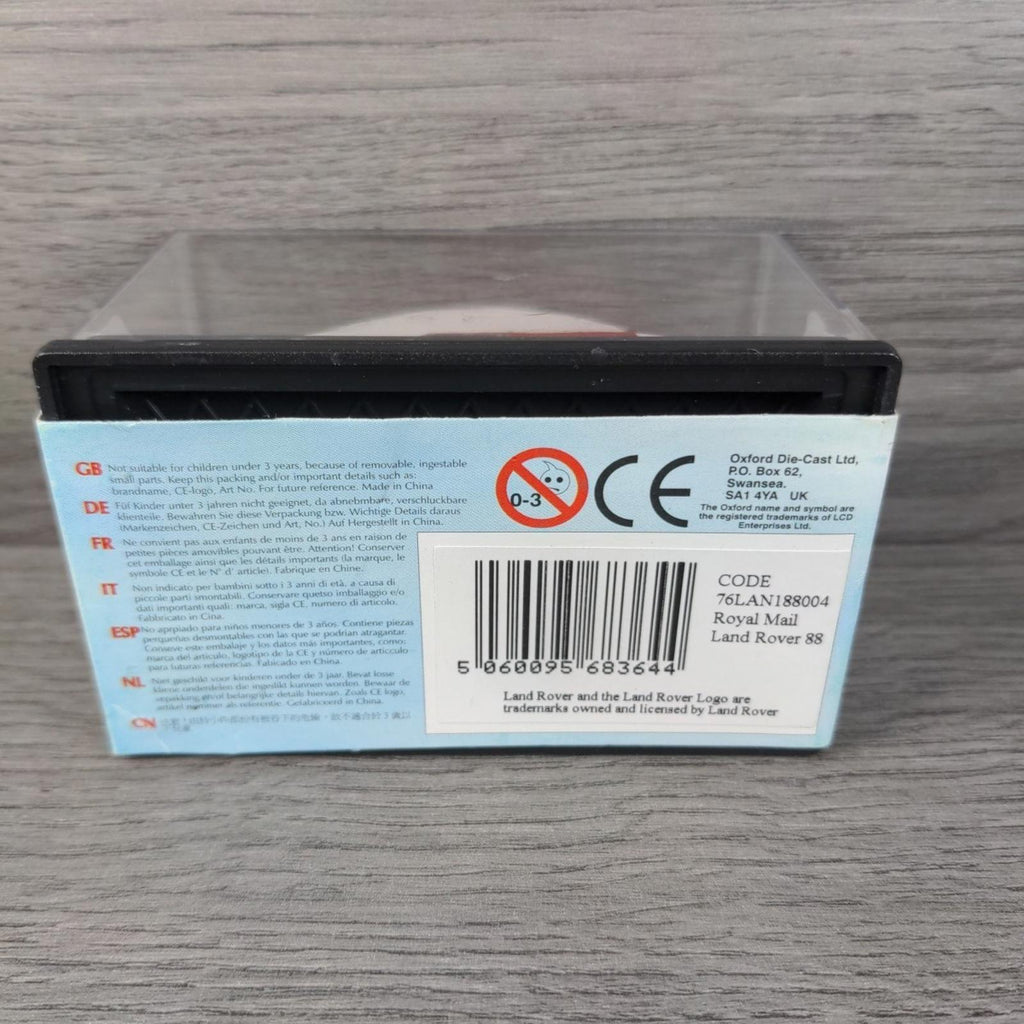 GB Not suitable for children under 3 years, because of removable, ingestable
small parts. Keep this packing and/or important details such as:
brandname, CE-logo, Art No. For future reference. Made in China
DE Für Kinder unter 3 jahren nicht geeignet, da abnehmbare, verschluckbare
kleinteile. Bewahren Sie diese Verpackung bzw. Wichtige Details daraus
(Markenzeichen, CE-Zeichen und Art, No.) Auf Hergestellt in China.
FR Ne convient pas aux enfants de moins de 3 ans en raison de
petites pièces amovibles pouvant être. Attention! Conserver
cet emballage ainsi que les détails importants (la marque, le
symbole CE et le N° d' article). Fabrique en Chine.
IT Non indicato per bambini sotto i 3 anni di età, a causa di
piccole parti smontabili. Conservare questo imballaggio e/o
dati importanti quali: marca, sigla CE, numero di articolo.
Fabbricato in Cina.
ESP No aprpiado para niños menores de 3 años. Contiene piezas
perqueñas desmontables con las que se podrian atragantar.
Conseve este embalaje y los datos más importantes, como:
marca del artículo, logotipo de la CE y número de articculo
para futuras referencias. Fabicado en China.
NL Niet geschikt voor kinderen onder de 3 jaar. Bevat losse
kleine onderdelen die ingeslikt kunnen worden. Bewaar de
verpakking en/of belangrijke details hiervan. Zoals CE logo,
artikel nummer als referentie. Gefabriceerd in China.
CN
0-3
CE
Oxford Die-Cast Ltd,
P.O. Box 62,
Swansea.
SA1 4YA UK
The Oxford name and symbol are
the registered trademarks of LCD
Enterprises Ltd.
CODE
76LAN188004
Royal Mail
Land Rover 88
5 060095 683644
Land Rover and the Land Rover Logo are
trademarks owned and licensed by Land Rover